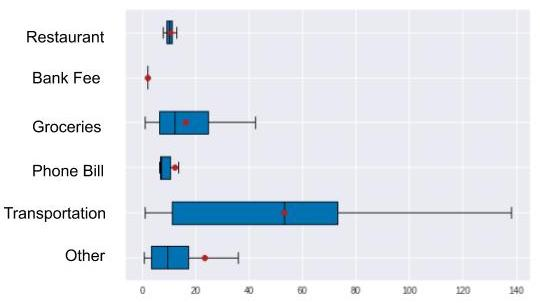 Restaurant
Bank Fee
Groceries
Phone Bill
Transportation
Other
0 20 40 60 80 100 120 140